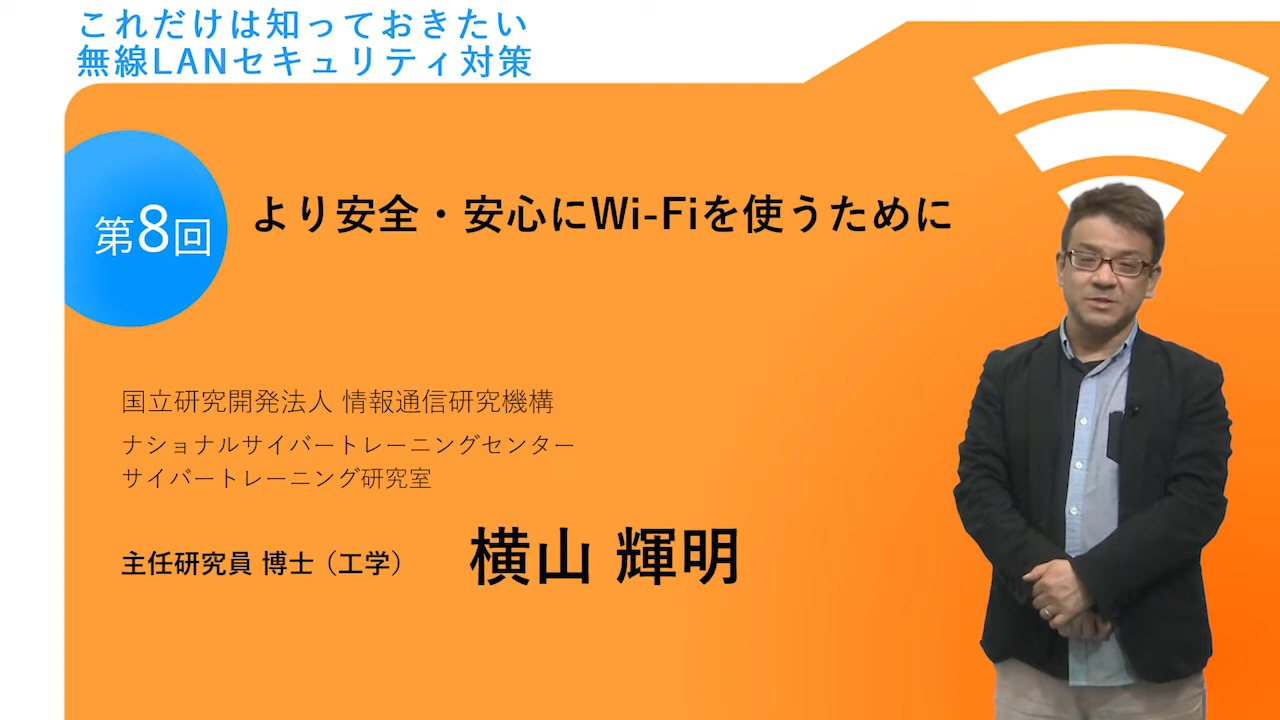 これだけは知っておきたい
無線LANセキュリティ対策
第8回
より安全・安心にWi-Fiを使うために
国立研究開発法人 情報通信研究機構
ナショナルサイバートレーニングセンター
サイバートレーニング研究室
主任研究員 博士（工学） 横山 輝明